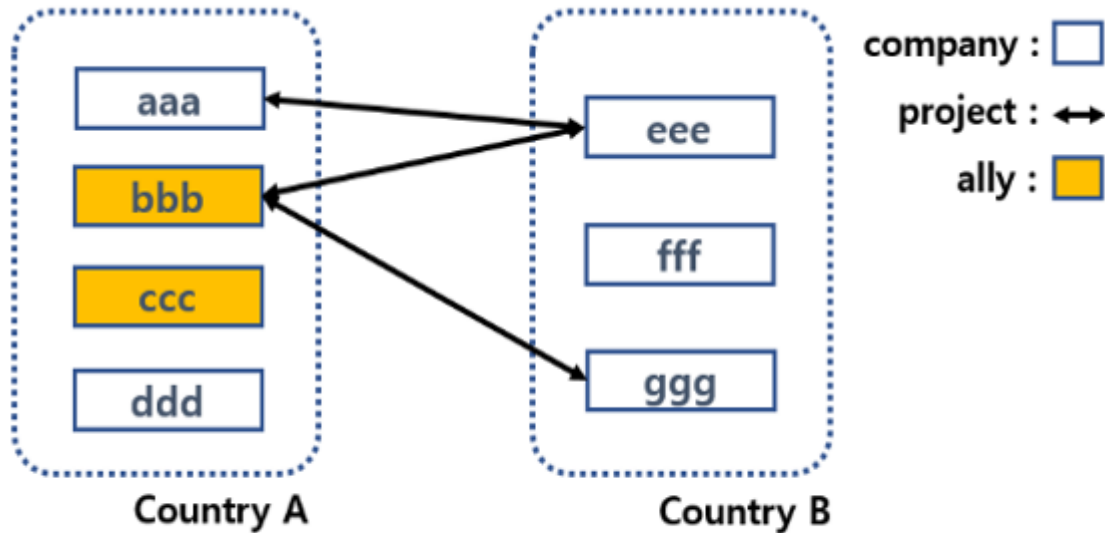 aaa
bbb
ccc
ddd
Country A
eee
fff
ggg
Country B
company :
project :
ally :